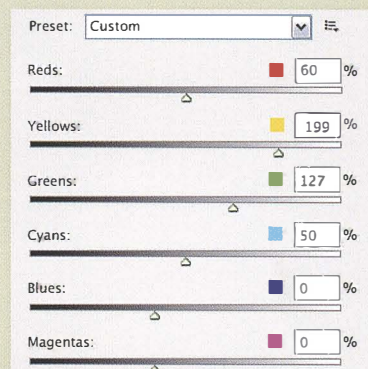 Preset: Custom
Reds: 60 %
Yellows: 199 %
Greens: 127 %
Cyans: 50 %
Blues: 0 %
Magentas: 0 %